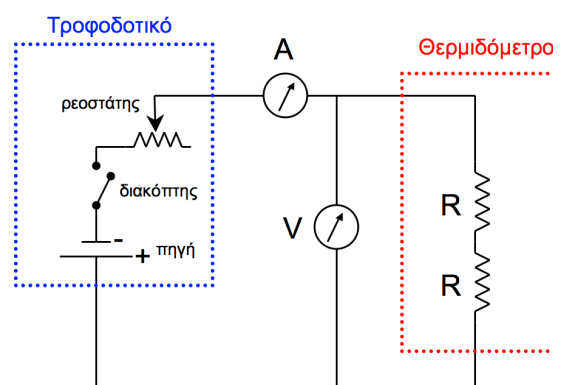 Τροφοδοτικό
A
Θερμιδόμετρο
ρεοστάτης
διακόπτης
V
R
- 
+ πηγή
R